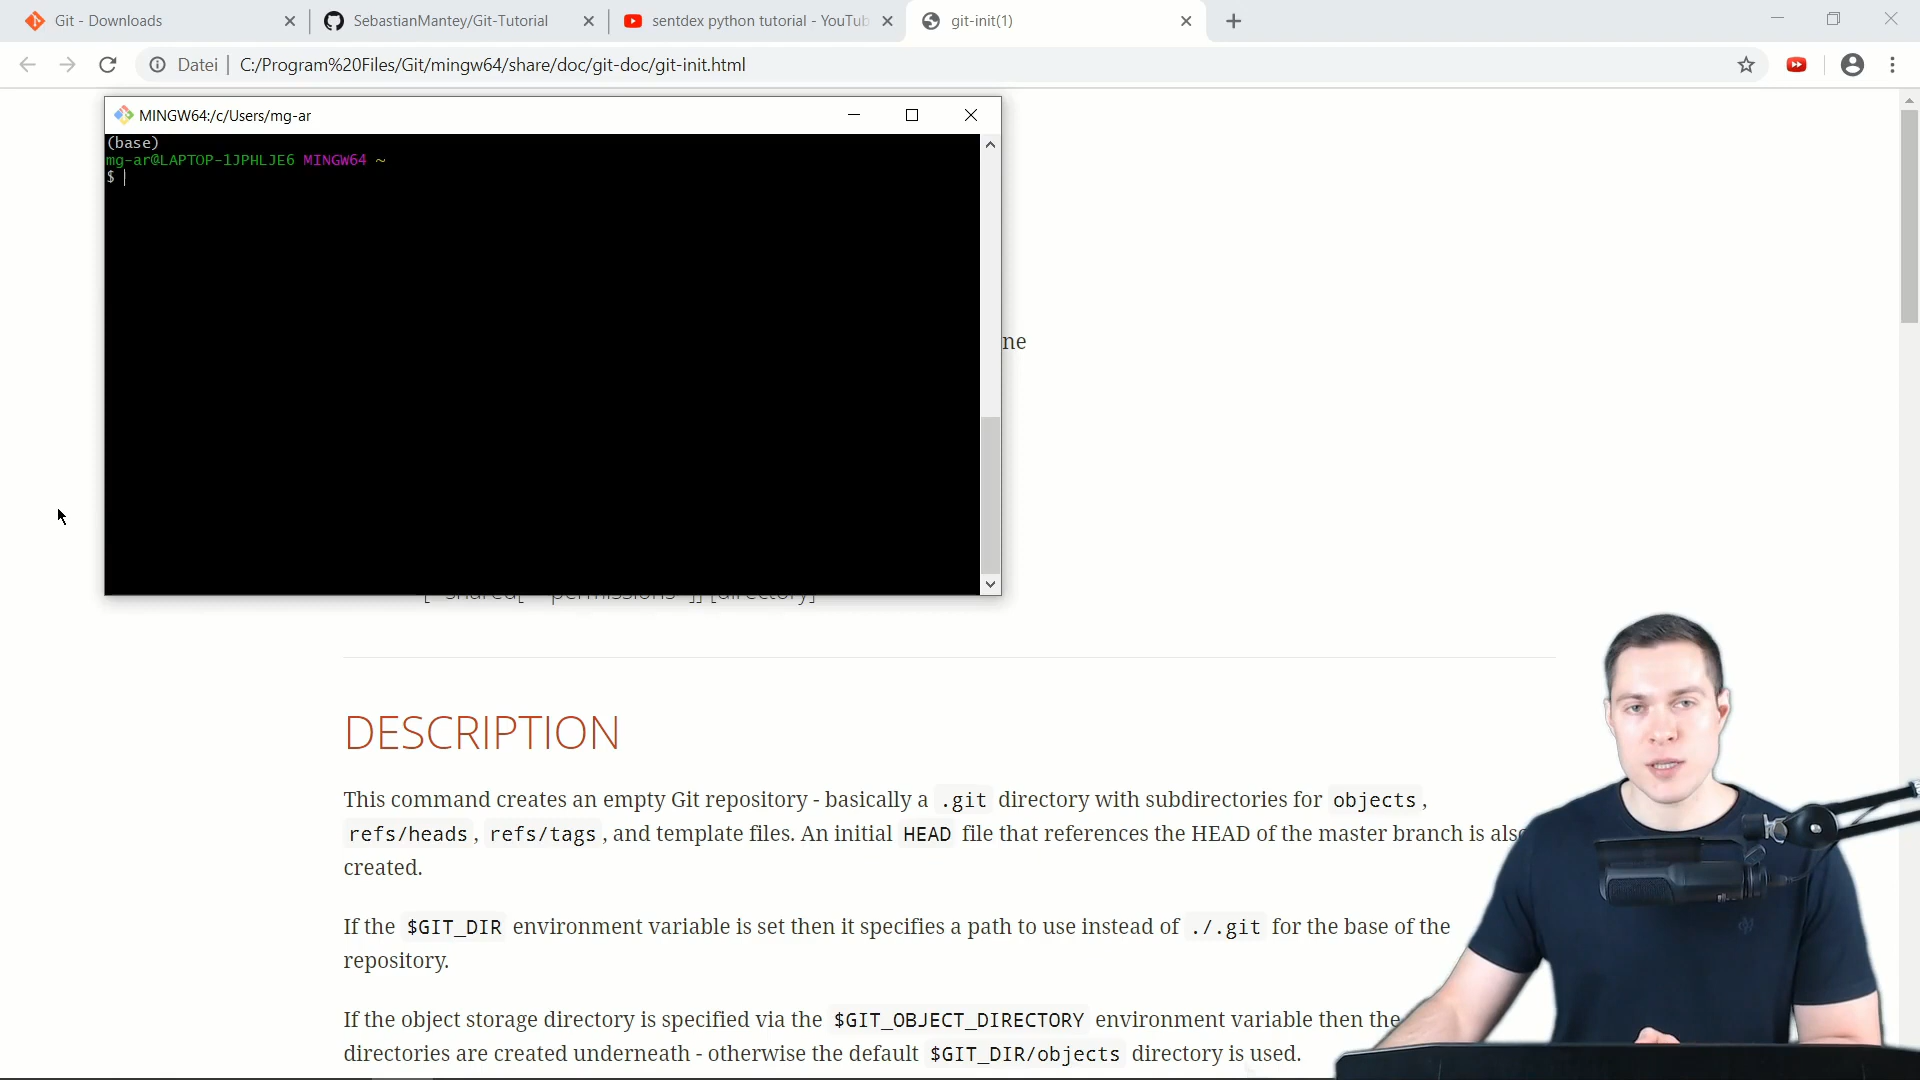 Git - Downloads
SebastianMantey/Git-Tutorial
sentdex python tutorial - YouTub
git-init(1)
Datei
C:/Program%20Files/Git/mingw64/share/doc/git-doc/git-init.html
MINGW64:/c/Users/mg-ar
(base)
mg-ar@LAPTOP-1JPHLJE6 MINGW64 ~
$
ne
DESCRIPTION
This command creates an empty Git repository - basically a .git directory with subdirectories for objects,
refs/heads, refs/tags, and template files. An initial HEAD file that references the HEAD of the master branch is also
created.
If the $GIT_DIR environment variable is set then it specifies a path to use instead of ./.git for the base of the
repository.
If the object storage directory is specified via the $GIT_OBJECT_DIRECTORY environment variable then the
directories are created underneath - otherwise the default $GIT_DIR/objects directory is used.